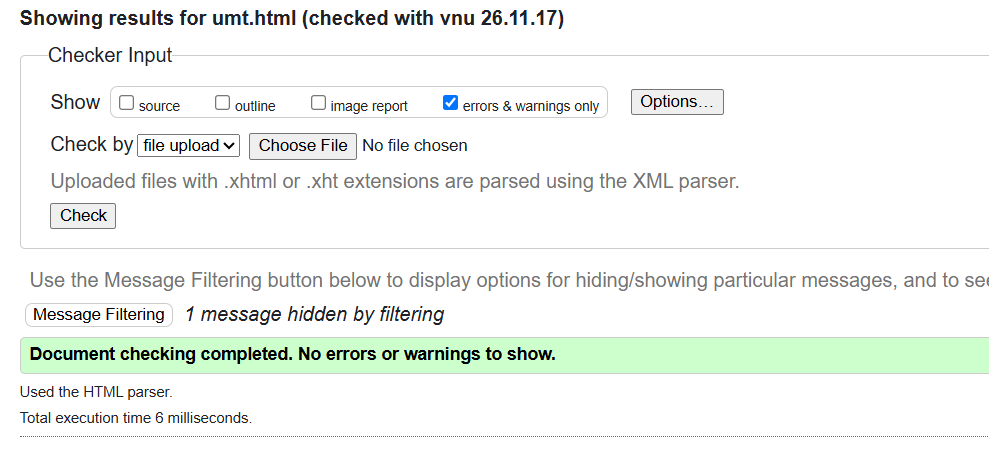 Showing results for umt.html (checked with vnu 26.11.17)
Checker Input
Show source outline image report errors & warnings only Options…
Check by file upload Choose File No file chosen
Uploaded files with .xhtml or .xht extensions are parsed using the XML parser.
Check
Use the Message Filtering button below to display options for hiding/showing particular messages, and to see
Message Filtering 1 message hidden by filtering
Document checking completed. No errors or warnings to show.
Used the HTML parser.
Total execution time 6 milliseconds.